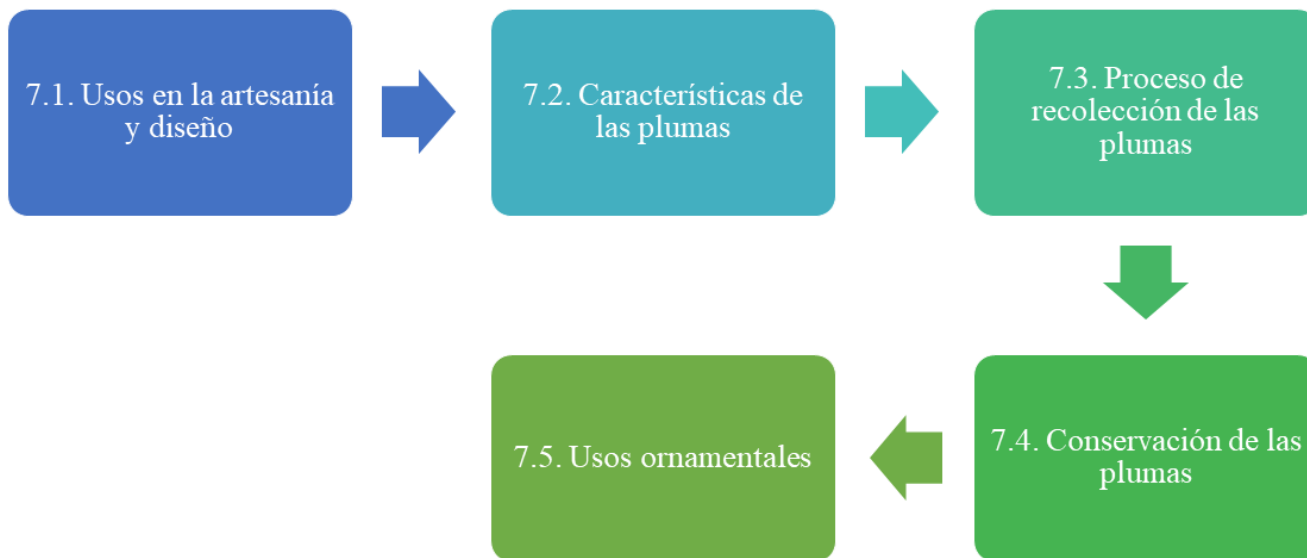 7.1. Usos en la artesanía
y diseño
7.2. Características de
las plumas
7.3. Proceso de
recolección de las
plumas
7.4. Conservación de las
plumas
7.5. Usos ornamentales